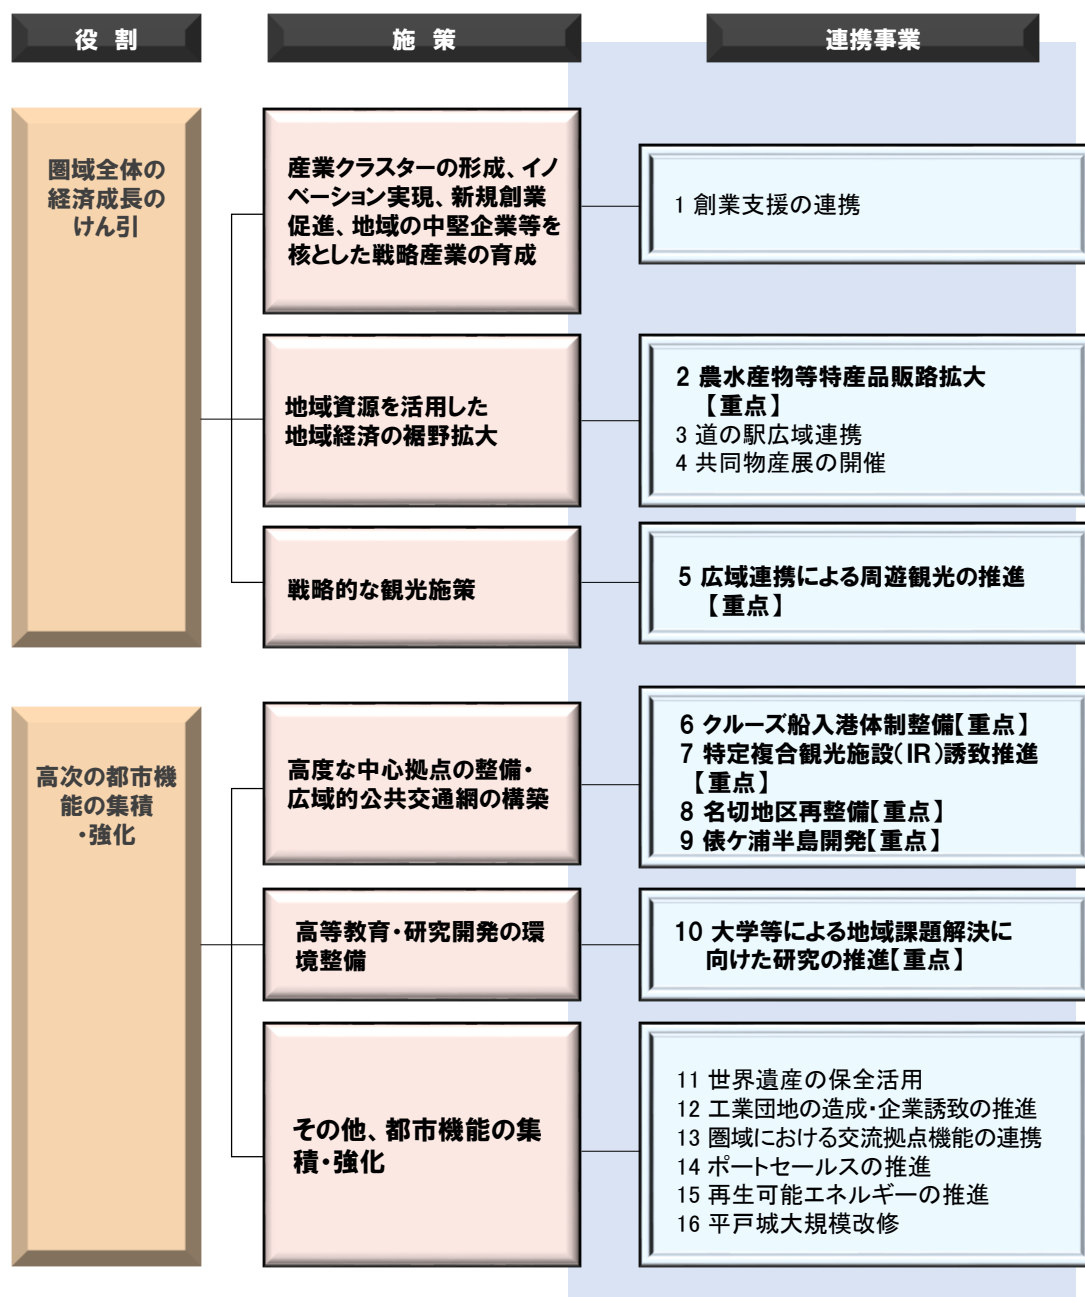 役 割
施 策
連携事業
圏域全体の
経済成長の
けん引
産業クラスターの形成、イノ
ベーション実現、新規創業
促進、地域の中堅企業等を
核とした戦略産業の育成
1 創業支援の連携
地域資源を活用した
地域経済の裾野拡大
2 農水産物等特産品販路拡大
【重点】
3 道の駅広域連携
4 共同物産展の開催
戦略的な観光施策
5 広域連携による周遊観光の推進
【重点】
高次の都市機
能の集積
・強化
高度な中心拠点の整備・
広域的公共交通網の構築
6 クルーズ船入港体制整備【重点】
7 特定複合観光施設(IR)誘致推進
【重点】
8 名切地区再整備【重点】
9 俵ケ浦半島開発【重点】
高等教育・研究開発の環
境整備
10 大学等による地域課題解決に
向けた研究の推進【重点】
その他、都市機能の集
積・強化
11 世界遺産の保全活用
12 工業団地の造成・企業誘致の推進
13 圏域における交流拠点機能の連携
14 ポートセールスの推進
15 再生可能エネルギーの推進
16 平戸城大規模改修